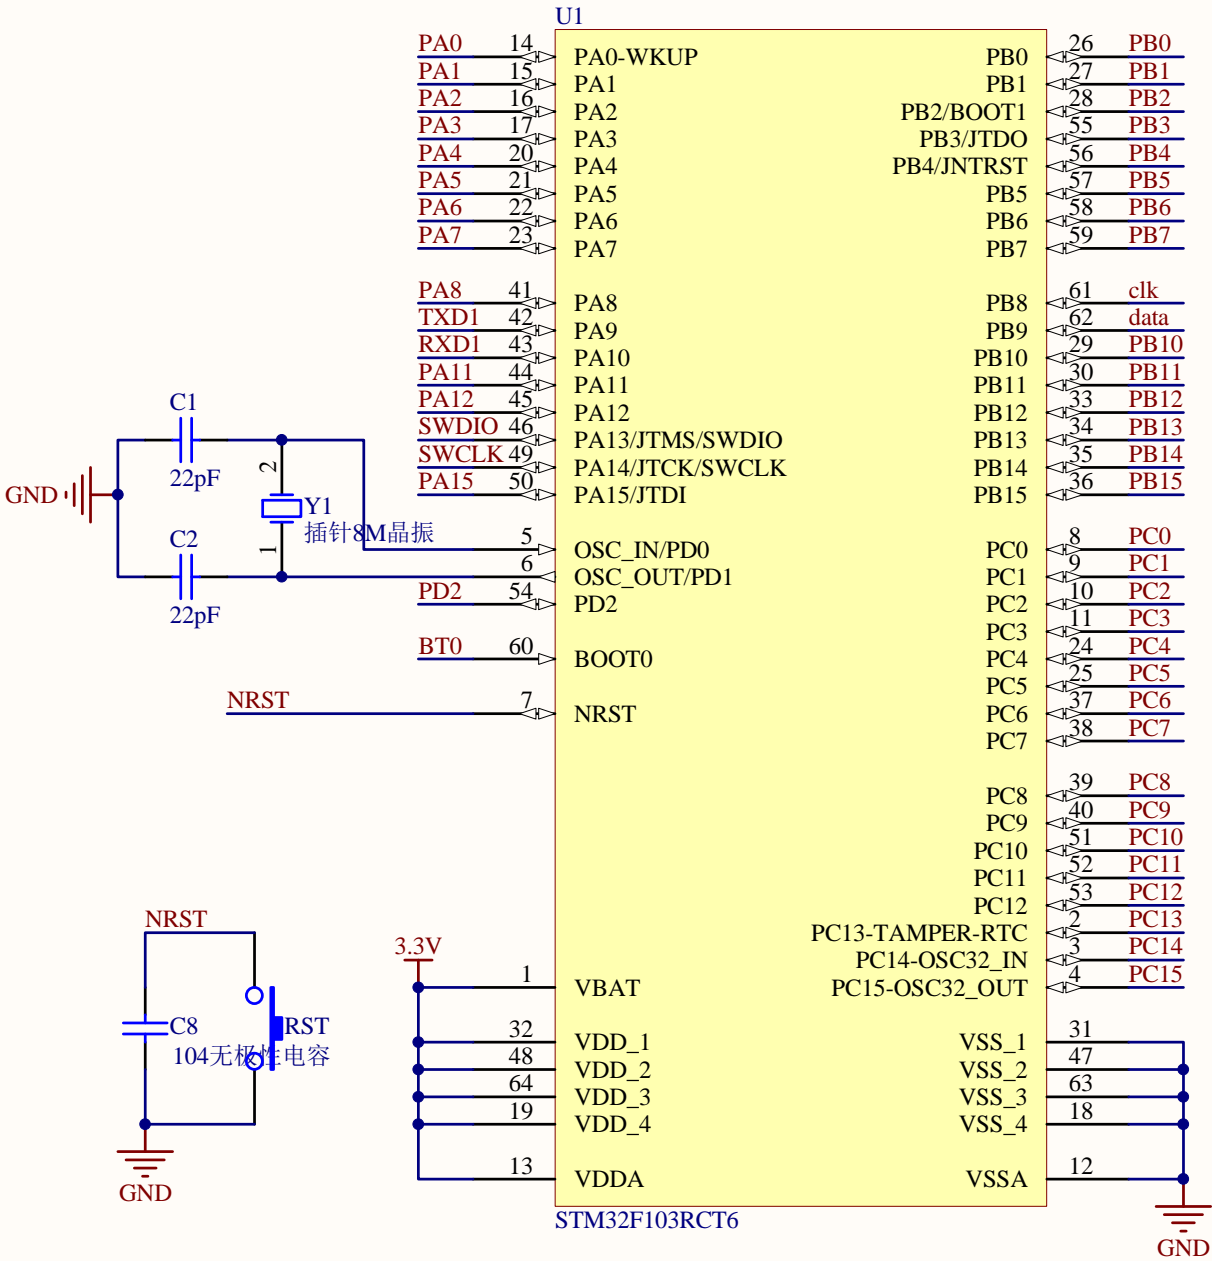 U1
PA0 14 PA0-WKUP PB0 26 PB0
PA1 15 PA1 PB1 27 PB1
PA2 16 PA2 PB2/BOOT1 28 PB2
PA3 17 PA3 PB3/JTDO 55 PB3
PA4 20 PA4 PB4/JNTRST 56 PB4
PA5 21 PA5 PB5 57 PB5
PA6 22 PA6 PB6 58 PB6
PA7 23 PA7 PB7 59 PB7
PA8 41 PA8 PB8 61 clk
TXD1 42 PA9 PB9 62 data
RXD1 43 PA10 PB10 29 PB10
PA11 44 PA11 PB11 30 PB11
PA12 45 PA12 PB12 33 PB12
SWDIO 46 PA13/JTMS/SWDIO PB13 34 PB13
SWCLK 49 PA14/JTCK/SWCLK PB14 35 PB14
PA15 50 PA15/JTDI PB15 36 PB15
C1
22pF
2
GND
Y1
插针8M晶振
1
C2
22pF
5 OSC_IN/PD0 PC0 8 PC0
6 OSC_OUT/PD1 PC1 9 PC1
PD2 54 PD2 PC2 10 PC2
PC3 11 PC3
BT0 60 BOOT0 PC4 24 PC4
PC5 25 PC5
NRST 7 NRST PC6 37 PC6
PC7 38 PC7
PC8 39 PC8
PC9 40 PC9
PC10 51 PC10
PC11 52 PC11
PC12 53 PC12
PC13-TAMPER-RTC 2 PC13
PC14-OSC32_IN 3 PC14
PC15-OSC32_OUT 4 PC15
NRST
C8
RST
104无极性电容
GND
3.3V
1 VBAT
32 VDD_1 VSS_1 31
48 VDD_2 VSS_2 47
64 VDD_3 VSS_3 63
19 VDD_4 VSS_4 18
13 VDDA VSSA 12
STM32F103RCT6
GND